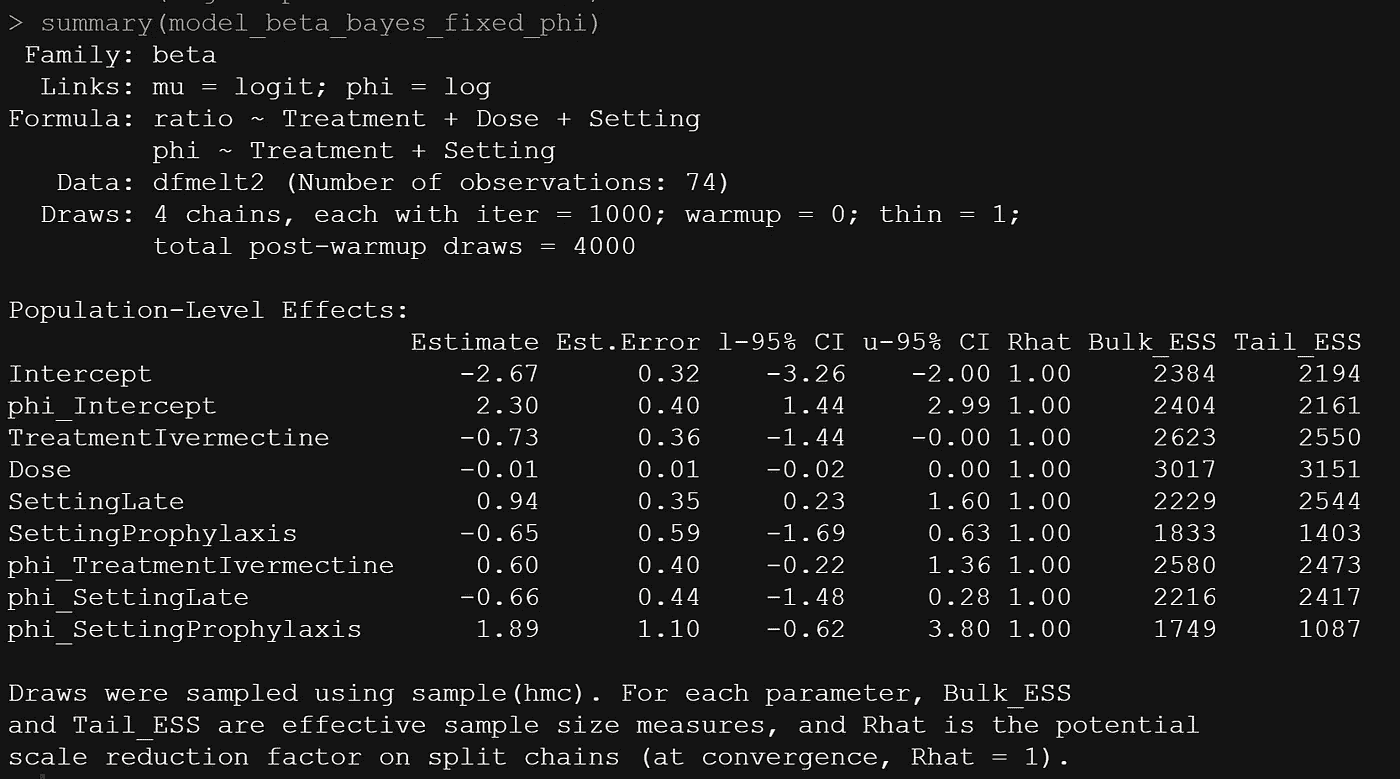 > summary(model_beta_bayes_fixed_phi)
 Family: beta
  Links: mu = logit; phi = log
Formula: ratio ~ Treatment + Dose + Setting
         phi ~ Treatment + Setting
   Data: dfmelt2 (Number of observations: 74)
  Draws: 4 chains, each with iter = 1000; warmup = 0; thin = 1;
         total post-warmup draws = 4000

Population-Level Effects:
                         Estimate Est.Error l-95% CI u-95% CI Rhat Bulk_ESS Tail_ESS
Intercept                   -2.67      0.32    -3.26    -2.00 1.00     2384     2194
phi_Intercept                2.30      0.40     1.44     2.99 1.00     2404     2161
TreatmentIvermectine        -0.73      0.36    -1.44    -0.00 1.00     2623     2550
Dose                        -0.01      0.01    -0.02     0.00 1.00     3017     3151
SettingLate                  0.94      0.35     0.23     1.60 1.00     2229     2544
SettingProphylaxis          -0.65      0.59    -1.69     0.63 1.00     1833     1403
phi_TreatmentIvermectine     0.60      0.40    -0.22     1.36 1.00     2580     2473
phi_SettingLate             -0.66      0.44    -1.48     0.28 1.00     2216     2417
phi_SettingProphylaxis       1.89      1.10    -0.62     3.80 1.00     1749     1087

Draws were sampled using sample(hmc). For each parameter, Bulk_ESS
and Tail_ESS are effective sample size measures, and Rhat is the potential
scale reduction factor on split chains (at convergence, Rhat = 1).